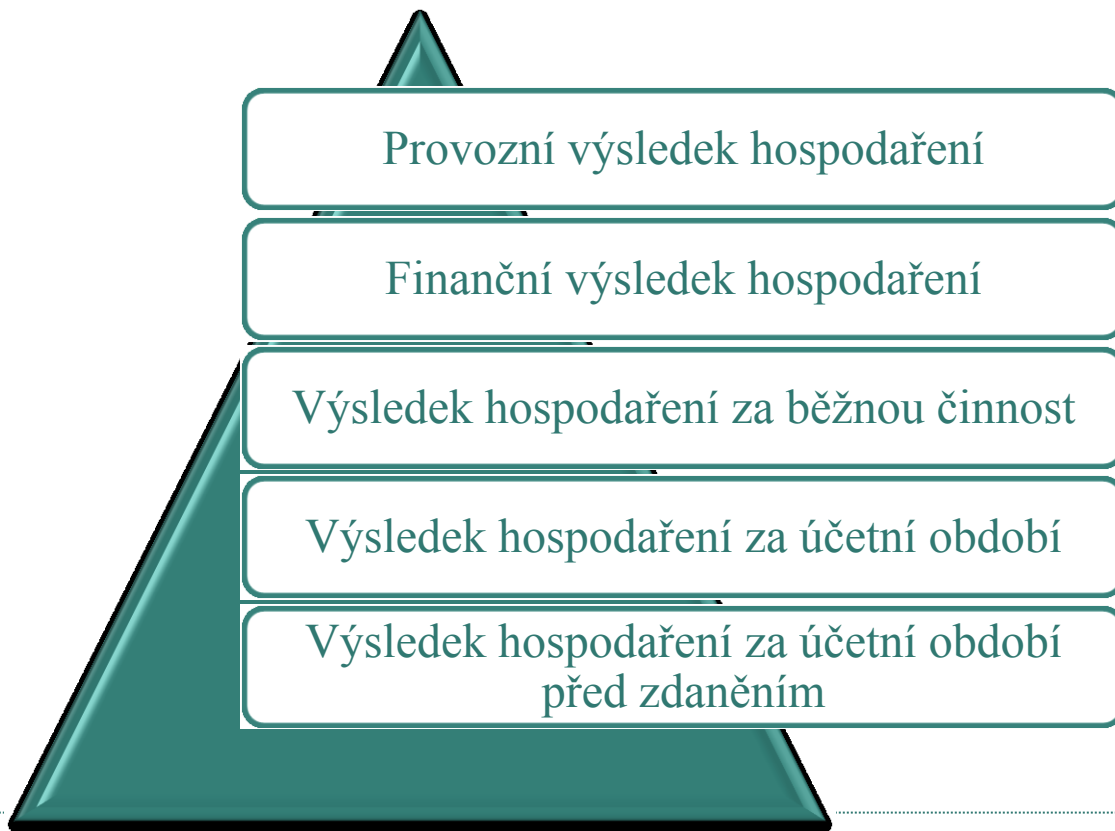 Provozní výsledek hospodaření
Finanční výsledek hospodaření
Výsledek hospodaření za běžnou činnost
Výsledek hospodaření za účetní období
Výsledek hospodaření za účetní období
před zdaněním